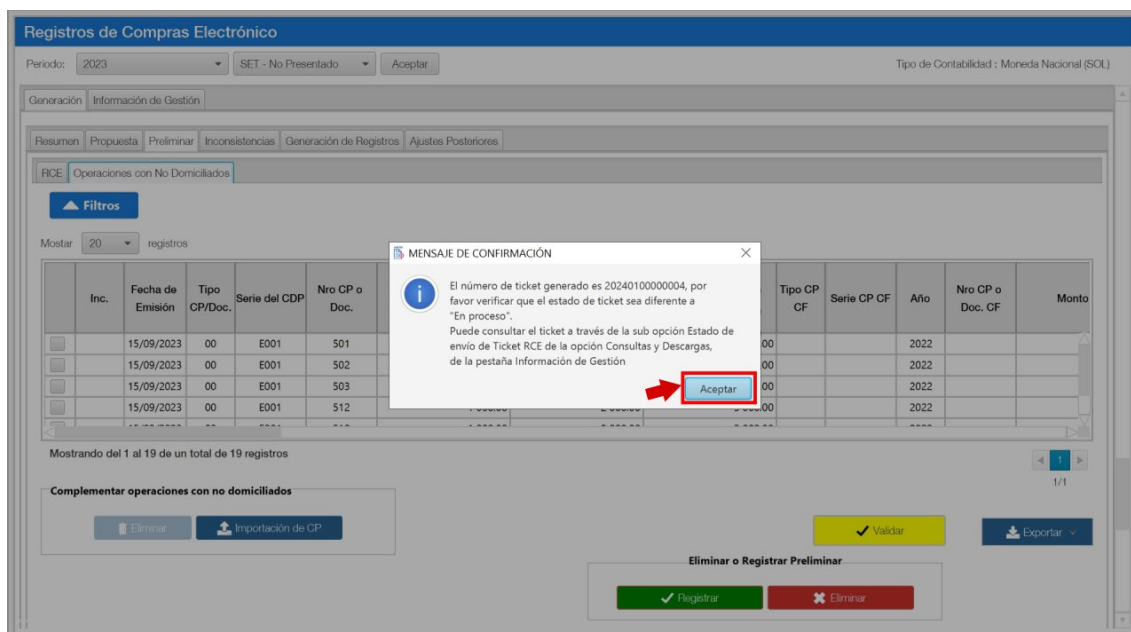 Registros de Compras Electrónico
Periodo: 2023 SET - No Presentado Aceptar Tipo de Contabilidad : Moneda Nacional (SOL)
Generación Información de Gestión
Resumen Propuesta Preliminar Inconsistencias Generación de Registros Ajustes Posteriores
RCE Operaciones con No Domiciliados
Filtros
Mostar 20 registros
MENSAJE DE CONFIRMACIÓN
El número de ticket generado es 20240100000004, por
favor verificar que el estado de ticket sea diferente a
"En proceso".
Puede consultar el ticket a través de la sub opción Estado de
envío de Ticket RCE de la opción Consultas y Descargas,
de la pestaña Información de Gestión
Aceptar
Inc. Fecha de Emisión Tipo CP/Doc. Serie del CDP Nro CP o Doc. Tipo CP CF Serie CP CF Año Nro CP o Doc. CF Monto
15/09/2023 00 E001 501 00 2022
15/09/2023 00 E001 502 00 2022
15/09/2023 00 E001 503 00 2022
15/09/2023 00 E001 512 00 2022
Mostrando del 1 al 19 de un total de 19 registros
1
1/1
Complementar operaciones con no domiciliados
Eliminar Importación de CP
Validar Exportar
Eliminar o Registrar Preliminar
Registrar Eliminar